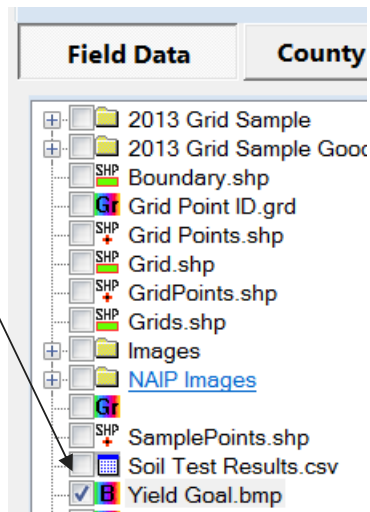 Field Data County
2013 Grid Sample
2013 Grid Sample Good
SHP Boundary.shp
Gr Grid Point ID.grd
SHP Grid Points.shp
SHP Grid.shp
SHP GridPoints.shp
SHP Grids.shp
Images
NAIP Images
Gr
SHP SamplePoints.shp
Soil Test Results.csv
B Yield Goal.bmp